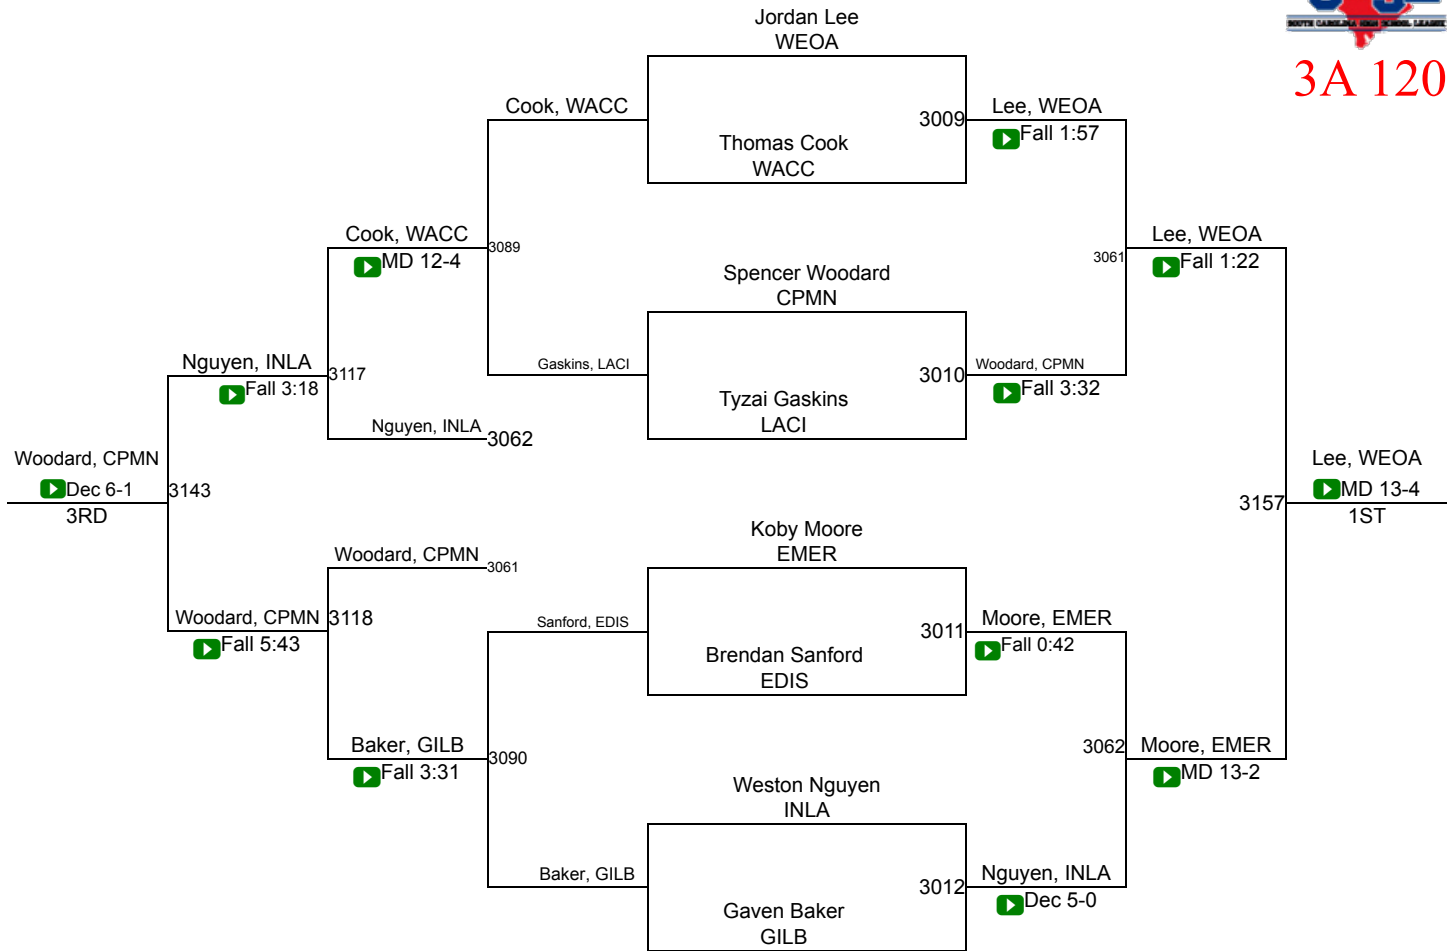 SOUTH CAROLINA HIGH SCHOOL LEAGUE
3A 120
Jordan Lee
WEOA
Cook, WACC
3009
Lee, WEOA
Fall 1:57
Thomas Cook
WACC
Cook, WACC
3089
MD 12-4
Lee, WEOA
3061
Fall 1:22
Spencer Woodard
CPMN
Nguyen, INLA
3117
Fall 3:18
Gaskins, LACI
3010
Woodard, CPMN
Fall 3:32
Tyzai Gaskins
LACI
Nguyen, INLA
3062
Woodard, CPMN
Dec 6-1
3143
3RD
Lee, WEOA
3157
MD 13-4
1ST
Koby Moore
EMER
Woodard, CPMN
3061
Woodard, CPMN
3118
Fall 5:43
Sanford, EDIS
3011
Moore, EMER
Fall 0:42
Brendan Sanford
EDIS
Baker, GILB
3090
Fall 3:31
3062
Moore, EMER
MD 13-2
Weston Nguyen
INLA
Baker, GILB
3012
Nguyen, INLA
Dec 5-0
Gaven Baker
GILB